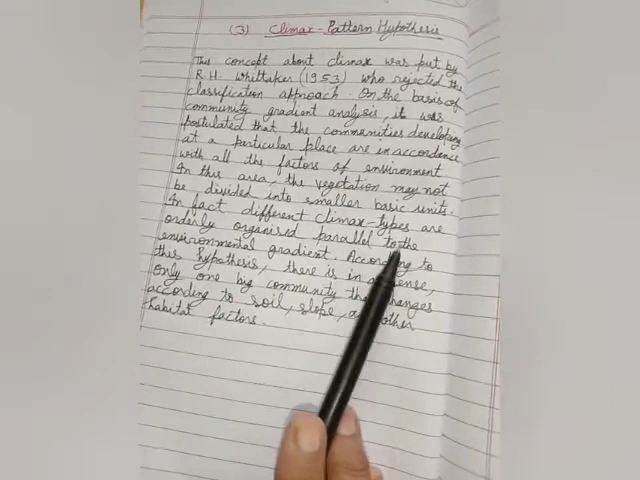 (3) Climax-Pattern Hypothesis
This concept about climax was put by
R.H. Whittaker (1953) who rejected the
classification approach. On the basis of
community gradient analysis, it was
postulated that the communities developing
at a particular place are in accordance
with all the factors of environment
In this area, the vegetation may not
be divided into smaller basic units.
In fact different climax-types are
orderly organised parallel to the
environmental gradient. According to
this hypothesis, there is in a sense,
only one big community changes
according to soil, slope, other
habitat factors.